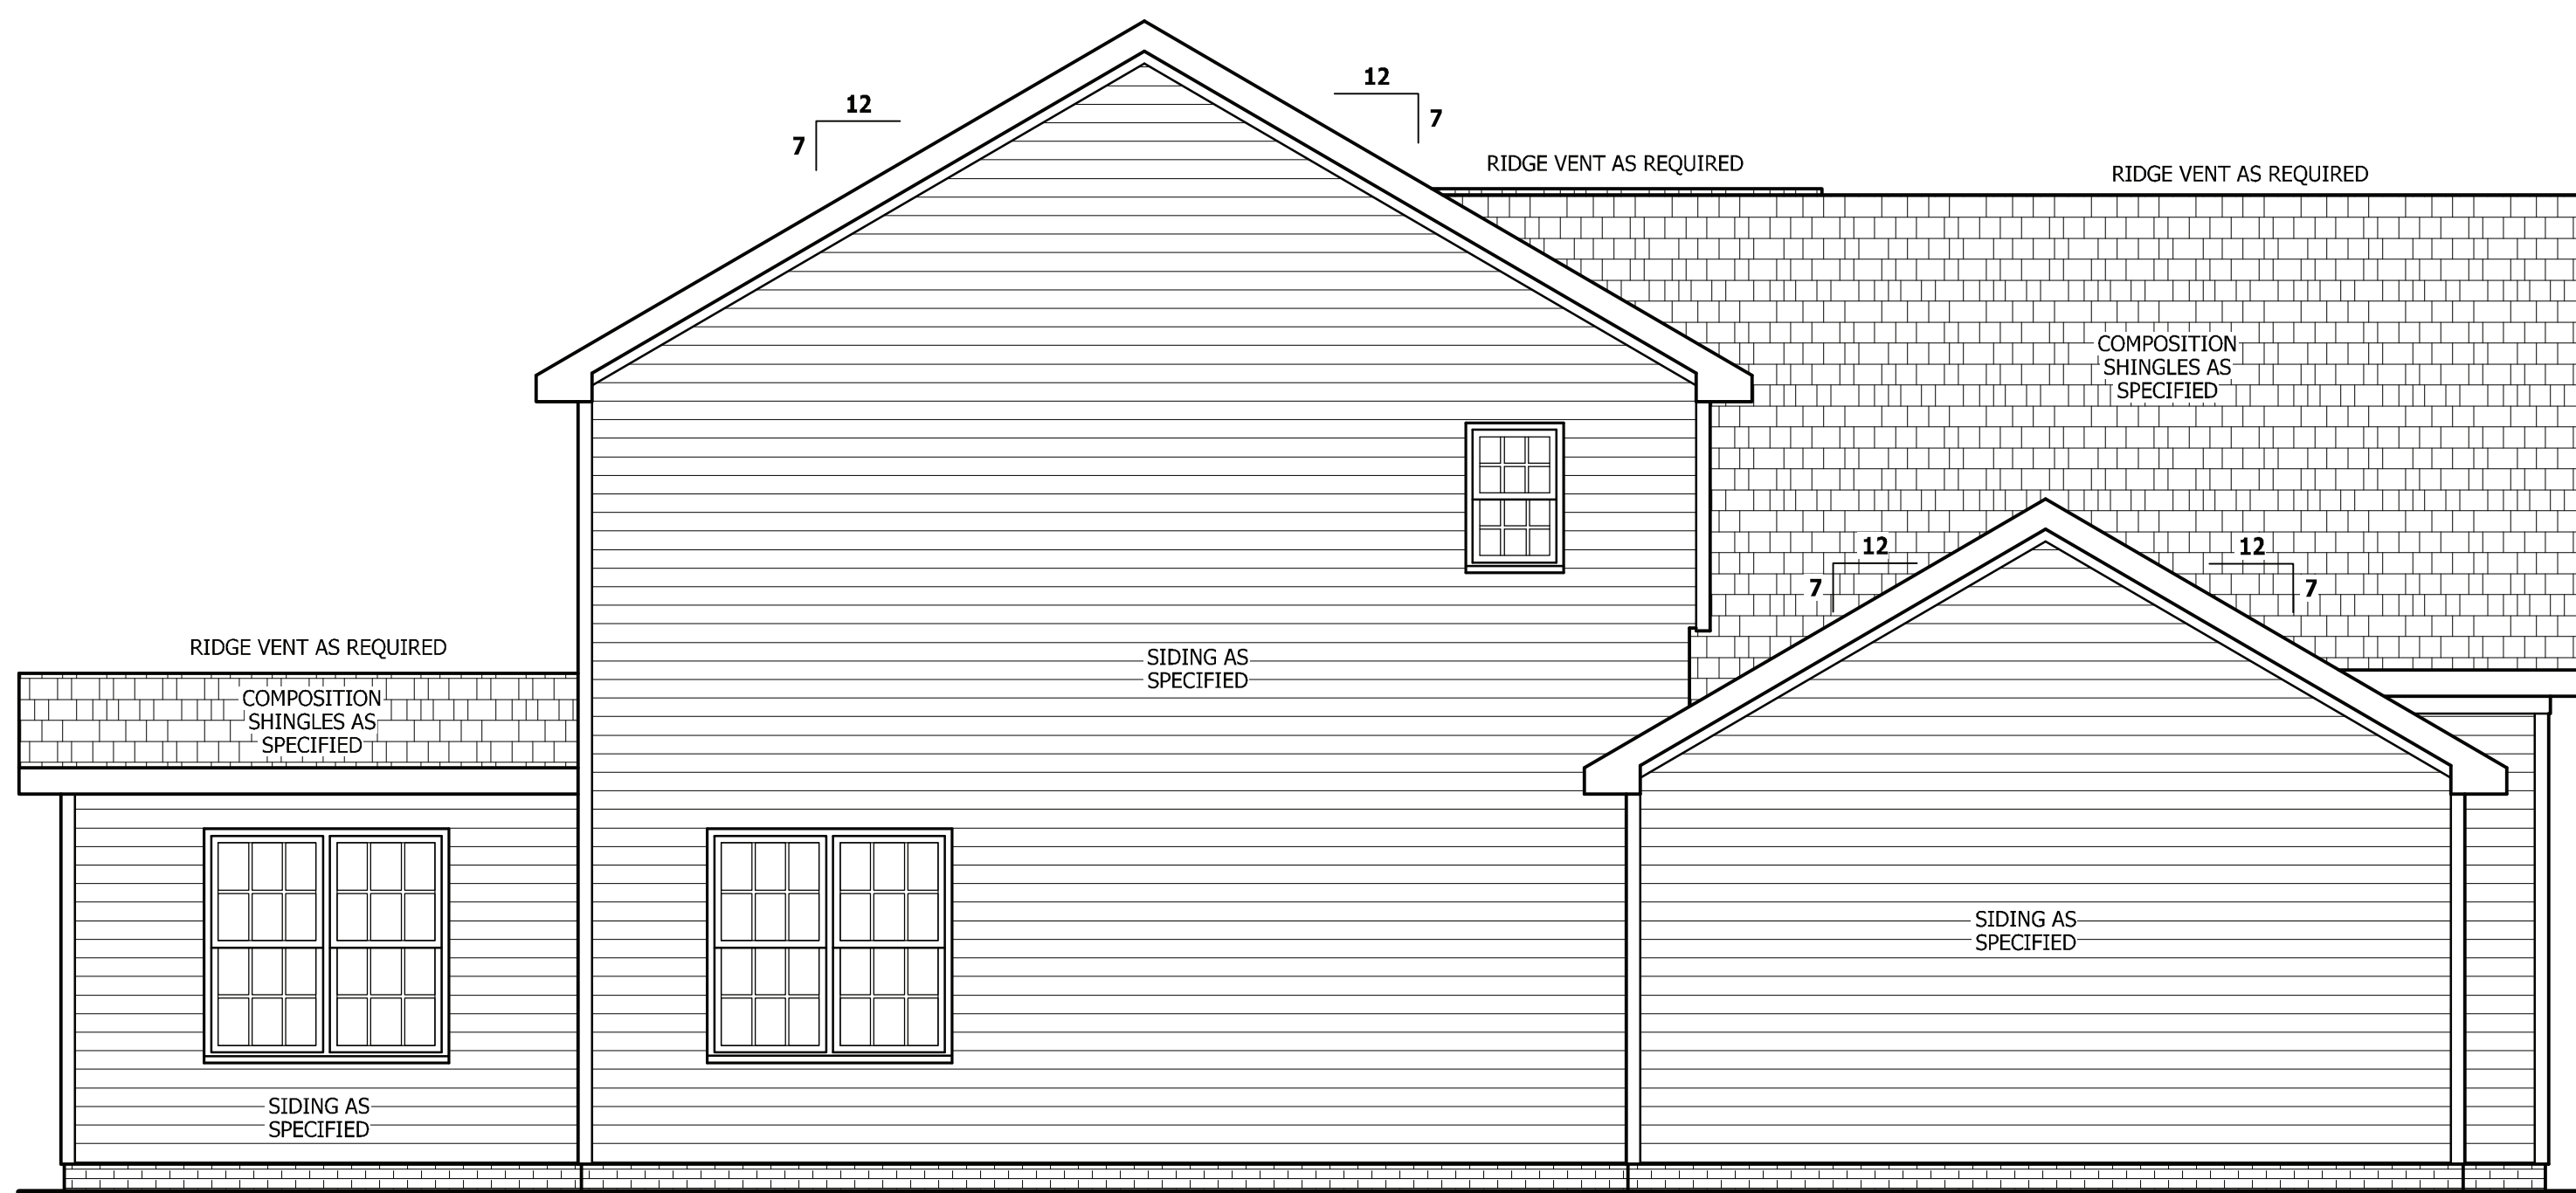 12
7
12
7
RIDGE VENT AS REQUIRED
RIDGE VENT AS REQUIRED
COMPOSITION
SHINGLES AS
SPECIFIED
12
7
12
7
RIDGE VENT AS REQUIRED
COMPOSITION
SHINGLES AS
SPECIFIED
SIDING AS
SPECIFIED
SIDING AS
SPECIFIED
SIDING AS
SPECIFIED